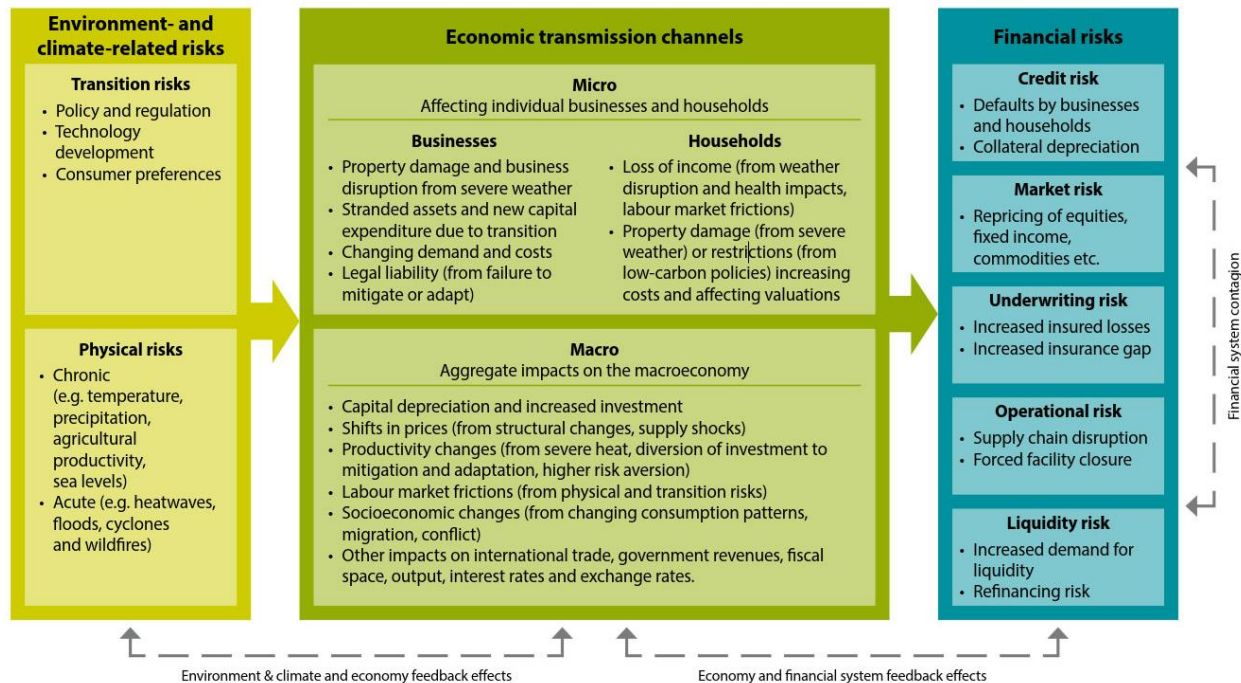 Environment- and
climate-related risks
Transition risks
• Policy and regulation
• Technology
development
• Consumer preferences
Physical risks
• Chronic
(e.g. temperature,
precipitation,
agricultural
productivity,
sea levels)
• Acute (e.g. heatwaves,
floods, cyclones
and wildfires)
Economic transmission channels
Micro
Affecting individual businesses and households
Businesses
• Property damage and business
disruption from severe weather
• Stranded assets and new capital
expenditure due to transition
• Changing demand and costs
• Legal liability (from failure to
mitigate or adapt)
Households
• Loss of income (from weather
disruption and health impacts,
labour market frictions)
• Property damage (from severe
weather) or restrictions (from
low-carbon policies) increasing
costs and affecting valuations
Macro
Aggregate impacts on the macroeconomy
• Capital depreciation and increased investment
• Shifts in prices (from structural changes, supply shocks)
• Productivity changes (from severe heat, diversion of investment to
mitigation and adaptation, higher risk aversion)
• Labour market frictions (from physical and transition risks)
• Socioeconomic changes (from changing consumption patterns,
migration, conflict)
• Other impacts on international trade, government revenues, fiscal
space, output, interest rates and exchange rates.
Financial risks
Credit risk
• Defaults by businesses
and households
• Collateral depreciation
Market risk
• Repricing of equities,
fixed income,
commodities etc.
Underwriting risk
• Increased insured losses
• Increased insurance gap
Operational risk
• Supply chain disruption
• Forced facility closure
Liquidity risk
• Increased demand for
liquidity
• Refinancing risk
Financial system contagion
Environment & climate and economy feedback effects
Economy and financial system feedback effects